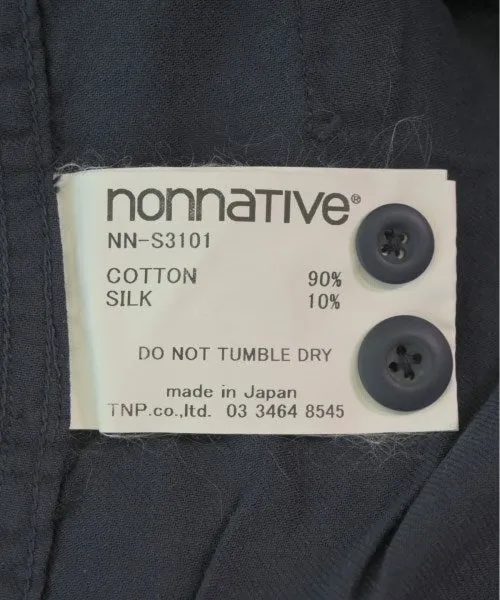 nonnative®
NN-S3101
COTTON 90%
SILK 10%
DO NOT TUMBLE DRY
made in Japan
TNP.co.,ltd. 03 3464 8545